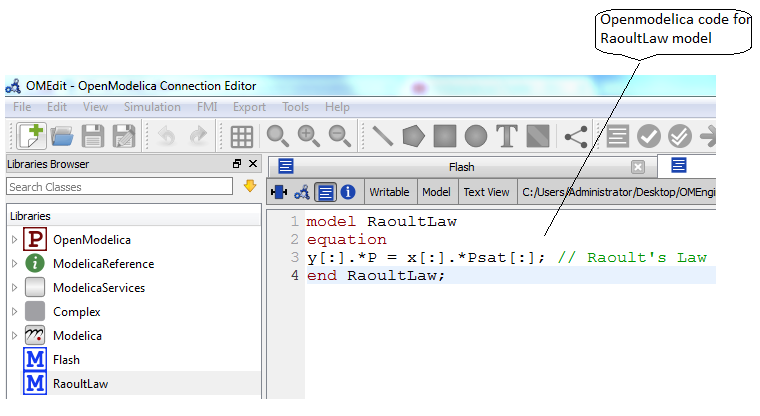 Openmodelica code for
RaoultLaw model
OMEdit - OpenModelica Connection Editor
File Edit View Simulation FMI Export Tools Help
Libraries Browser
Flash
Search Classes
Writable Model Text View C:/Users/Administrator/Desktop/OMEngi
Libraries
P OpenModelica
i ModelicaReference
ModelicaServices
Complex
Modelica
M Flash
M RaoultLaw
1 model RaoultLaw
2 equation
3 y[:].*P = x[:].*Psat[:]; // Raoult's Law
4 end RaoultLaw;